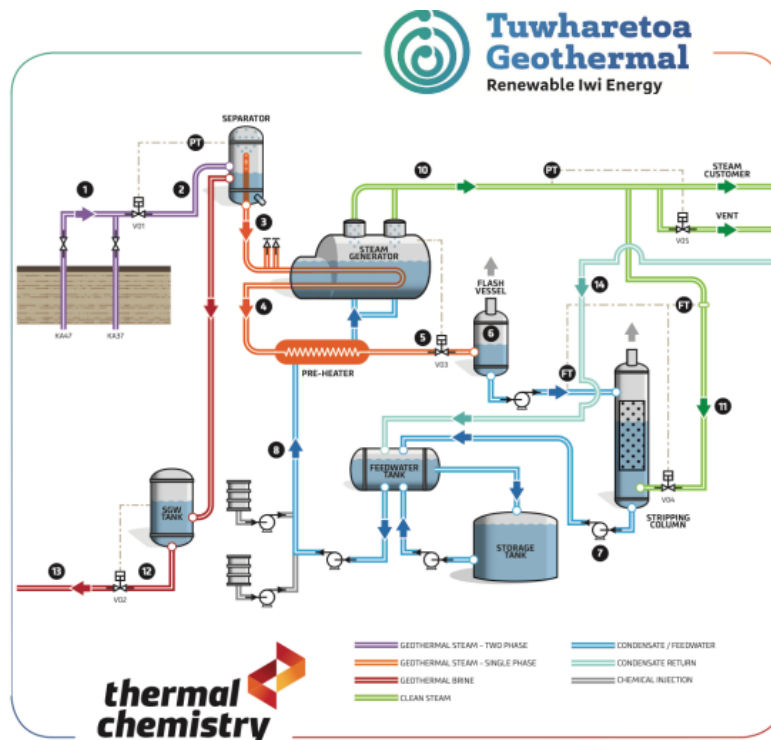 Tuwharetoa
Geothermal
Renewable Iwi Energy
SEPARATOR
PT
1
2
V01
3
10
PT
STEAM
CUSTOMER
VENT
V05
STEAM
GENERATOR
FLASH
VESSEL
14
FT
4
5
6
V03
PRE-HEATER
KA47
KA37
FT
11
8
FEEDWATER
TANK
SGW
TANK
V04
STRIPPING
COLUMN
STORAGE
TANK
7
13
12
V02
GEOTHERMAL STEAM - TWO PHASE
GEOTHERMAL STEAM - SINGLE PHASE
GEOTHERMAL BRINE
CLEAN STEAM
CONDENSATE / FEEDWATER
CONDENSATE RETURN
CHEMICAL INJECTION
thermal
chemistry